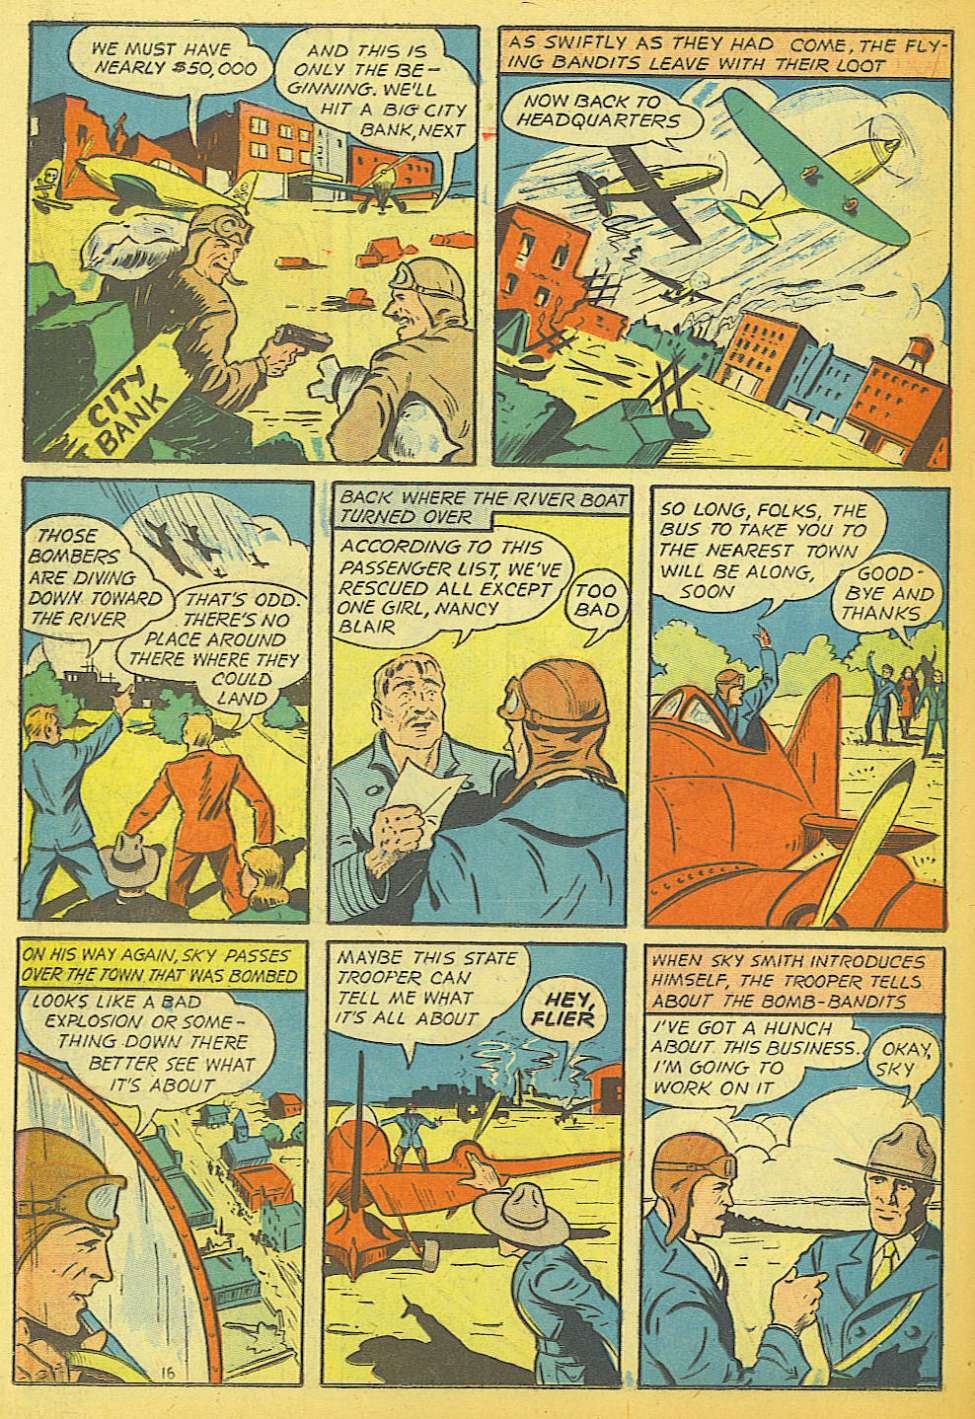 WE MUST HAVE
NEARLY $50,000
AND THIS IS
ONLY THE BE-
GINNING. WE'LL
HIT A BIG CITY
BANK, NEXT
CITY
BANK
AS SWIFTLY AS THEY HAD COME, THE FLY-
ING BANDITS LEAVE WITH THEIR LOOT
NOW BACK TO
HEADQUARTERS
THOSE
BOMBERS
ARE DIVING
DOWN TOWARD
THE RIVER
THAT'S ODD.
THERE'S NO
PLACE AROUND
THERE WHERE THEY
COULD
LAND
BACK WHERE THE RIVER BOAT
TURNED OVER
ACCORDING TO THIS
PASSENGER LIST, WE'VE
RESCUED ALL EXCEPT
ONE GIRL, NANCY
BLAIR
TOO
BAD
SO LONG, FOLKS, THE
BUS TO TAKE YOU TO
THE NEAREST TOWN
WILL BE ALONG,
SOON
GOOD-
BYE AND
THANKS
ON HIS WAY AGAIN, SKY PASSES
OVER THE TOWN THAT WAS BOMBED
LOOKS LIKE A BAD
EXPLOSION OR SOME-
THING DOWN THERE
BETTER SEE WHAT
IT'S ABOUT
16
MAYBE THIS STATE
TROOPER CAN
TELL ME WHAT
IT'S ALL ABOUT
HEY,
FLIER
WHEN SKY SMITH INTRODUCES
HIMSELF, THE TROOPER TELLS
ABOUT THE BOMB-BANDITS
I'VE GOT A HUNCH
ABOUT THIS BUSINESS.
I'M GOING TO
WORK ON IT
OKAY,
SKY